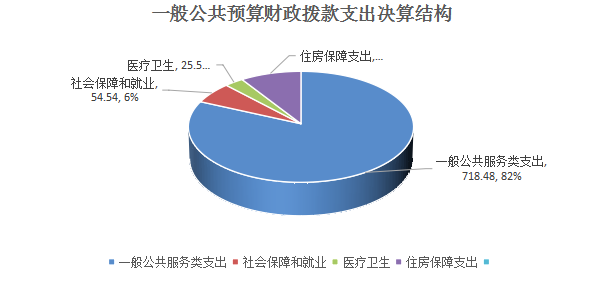 一般公共预算财政拨款支出决算结构
医疗卫生, 25.5...
住房保障支出,...
社会保障和就业,
54.54, 6%
一般公共服务类支出,
718.48, 82%
一般公共服务类支出 社会保障和就业 医疗卫生 住房保障支出